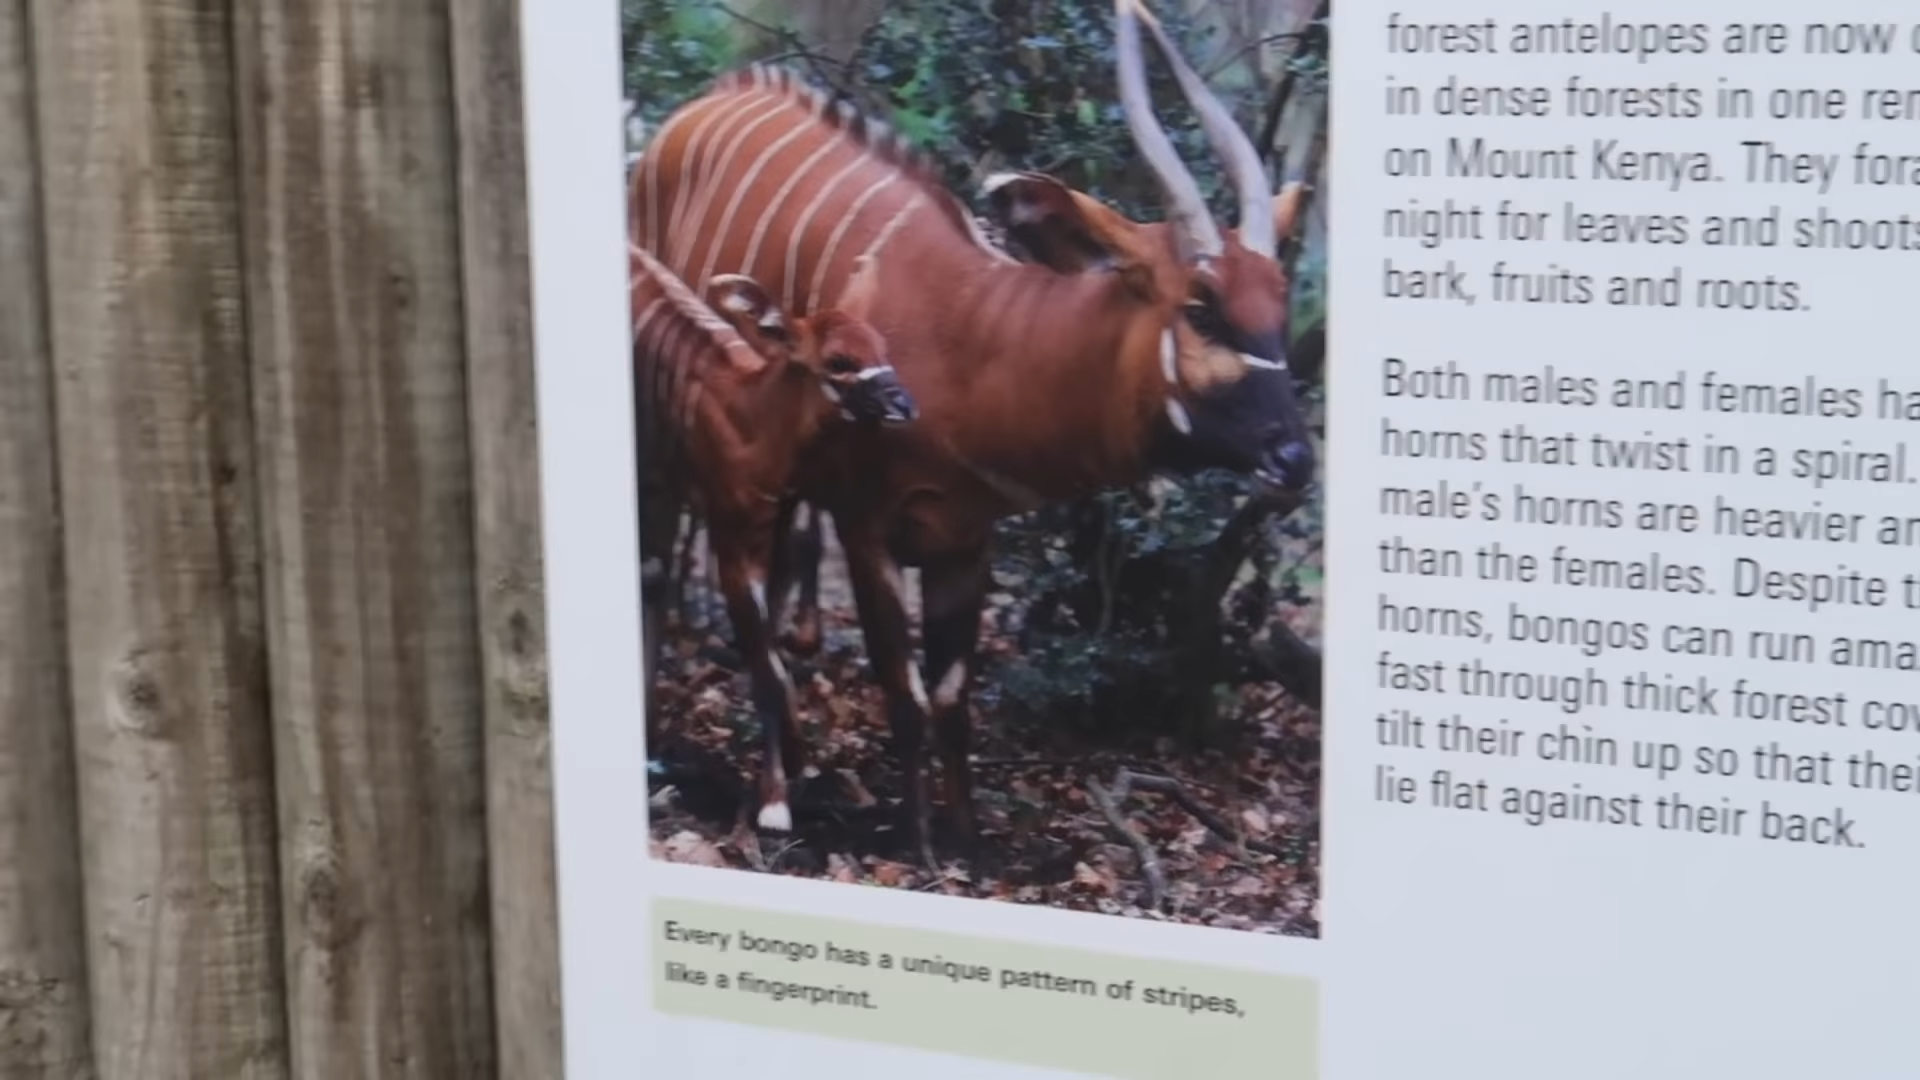 forest antelopes are now
in dense forests in one
on Mount Kenya. They
night for leaves and shoots
bark, fruits and roots.
Both males and females
horns that twist in a spiral.
male's horns are heavier
than the females. Despite
horns, bongos can run
fast through thick forest
tilt their chin up so that
lie flat against their back.
Every bongo has a unique pattern of stripes,
like a fingerprint.